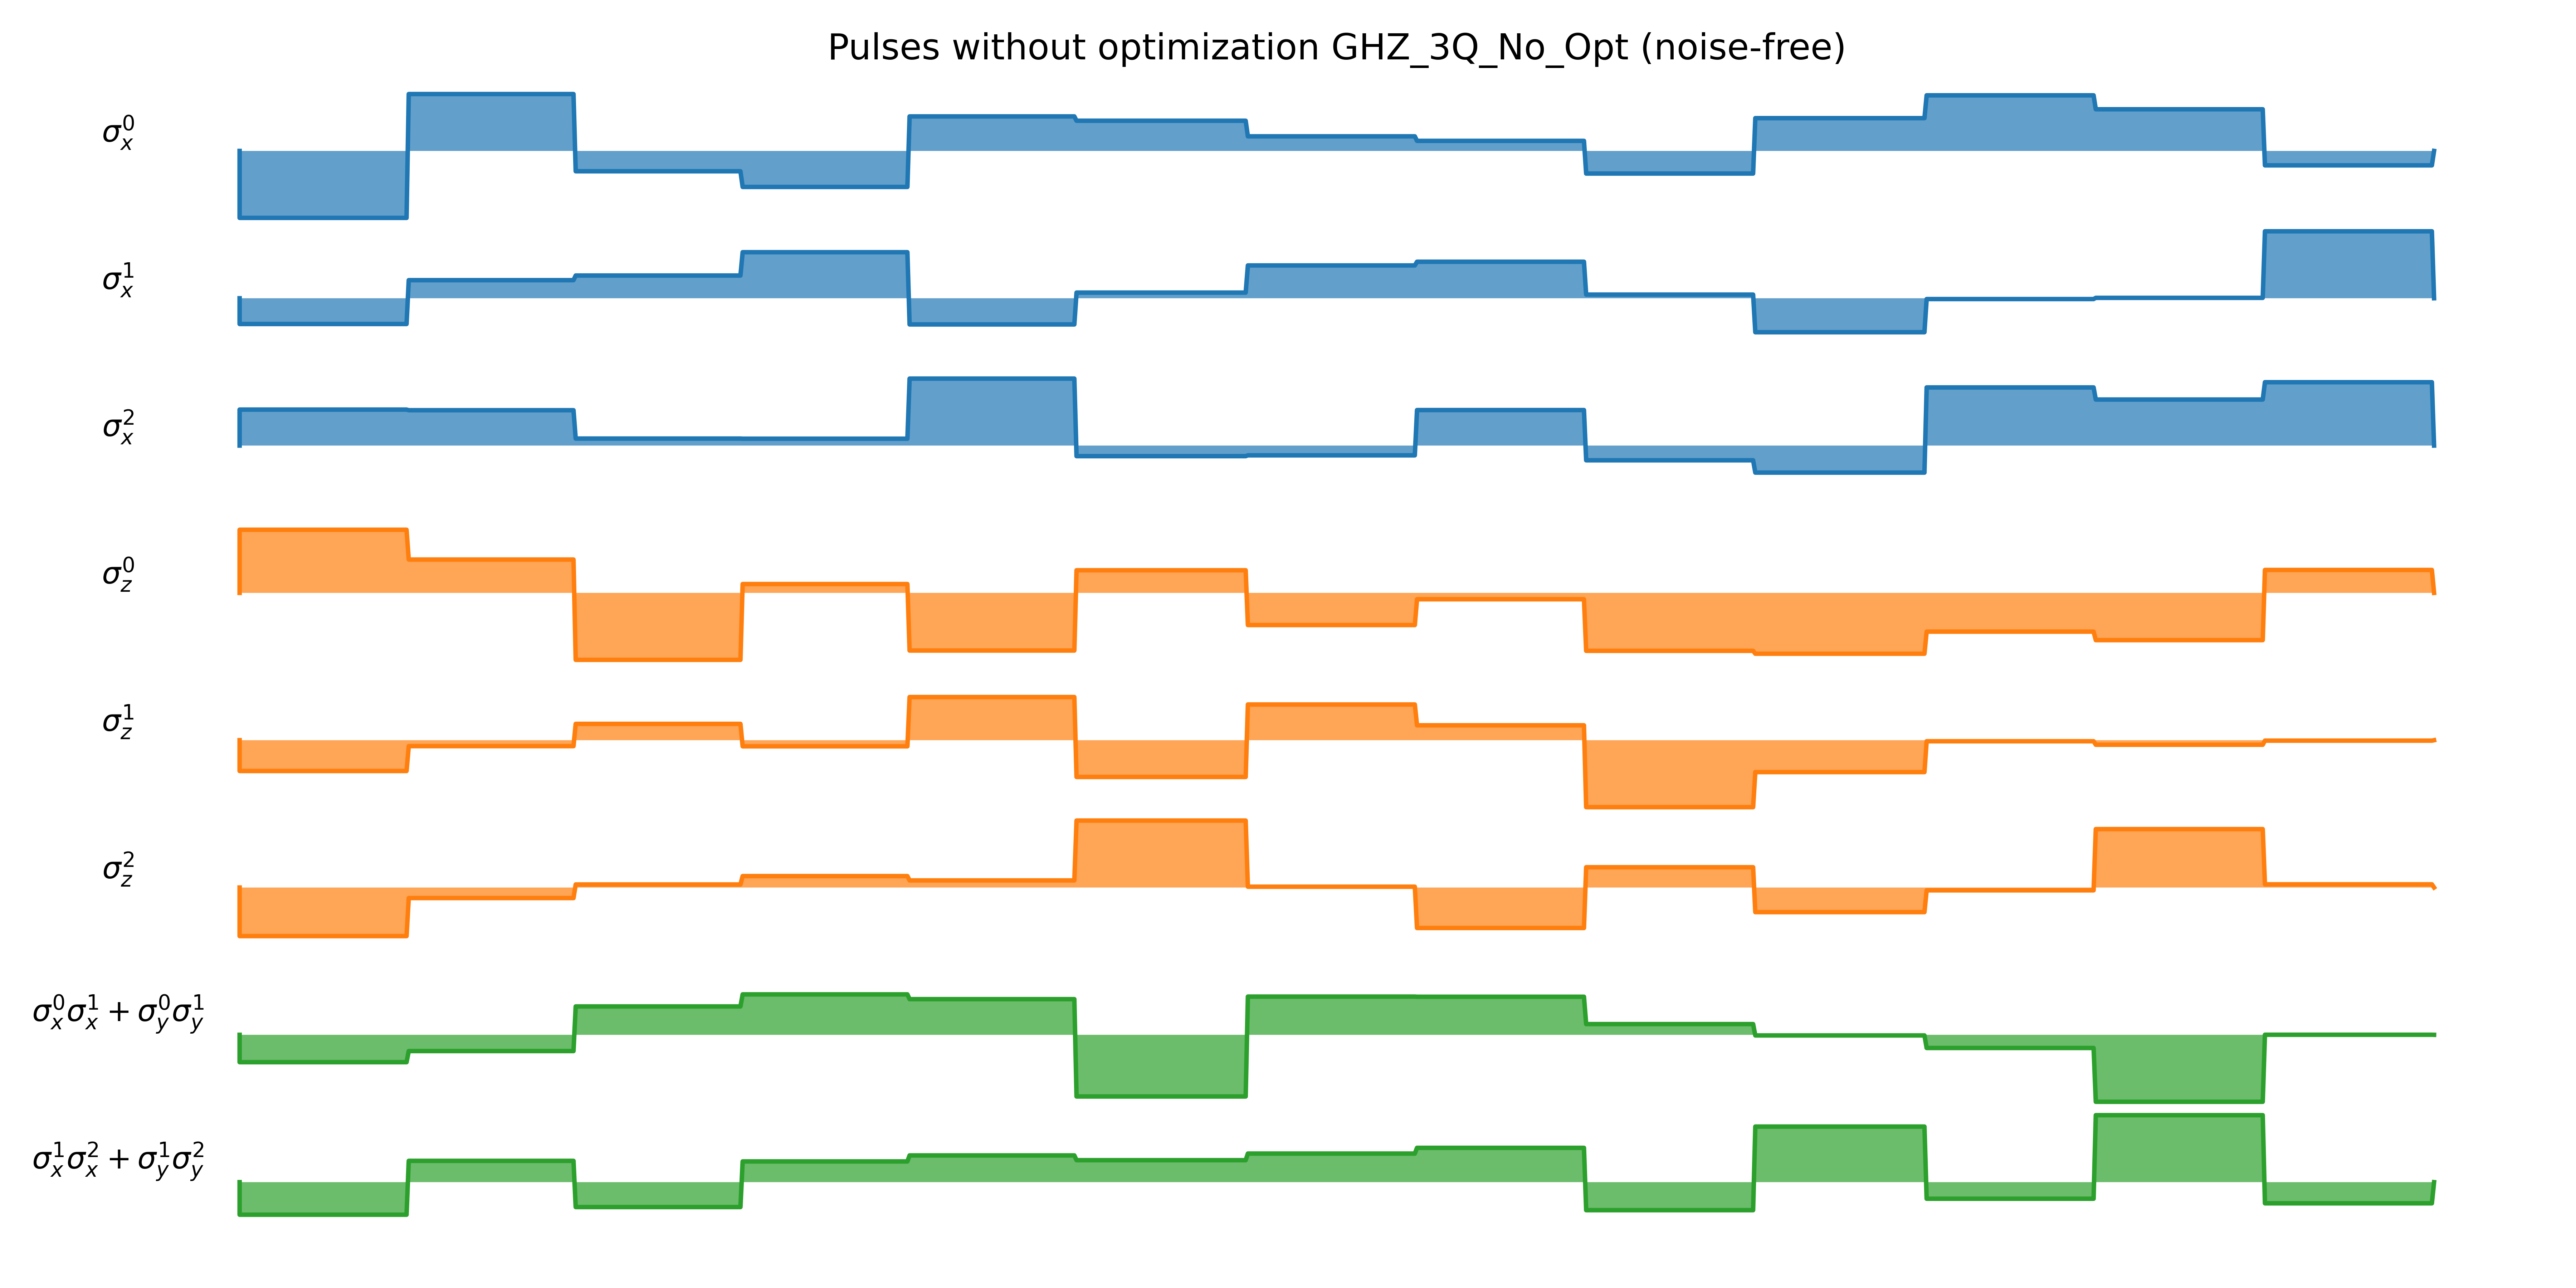 Pulses without optimization GHZ_3Q_No_Opt (noise-free)
σ_x^0
σ_x^1
σ_x^2
σ_z^0
σ_z^1
σ_z^2
σ_x^0σ_x^1 + σ_y^0σ_y^1
σ_x^1σ_x^2 + σ_y^1σ_y^2